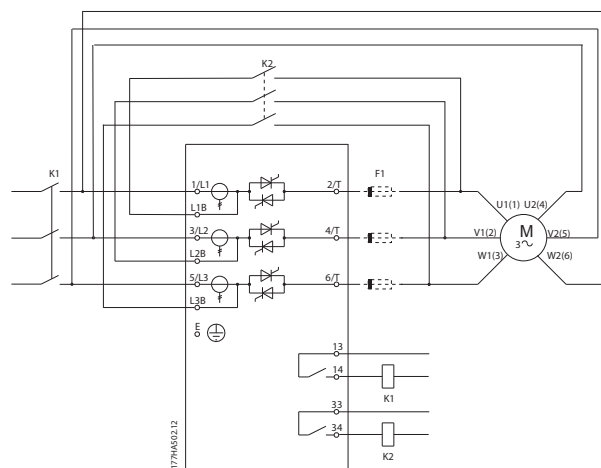 K2
K1
F1
1/L1
2/T
L1B
U1(1) U2(4)
3/L2
4/T
V1(2)
M
3~
V2(5)
L2B
W1(3)
W2(6)
5/L3
6/T
L3B
E
13
14
K1
33
34
K2
177HA502.12